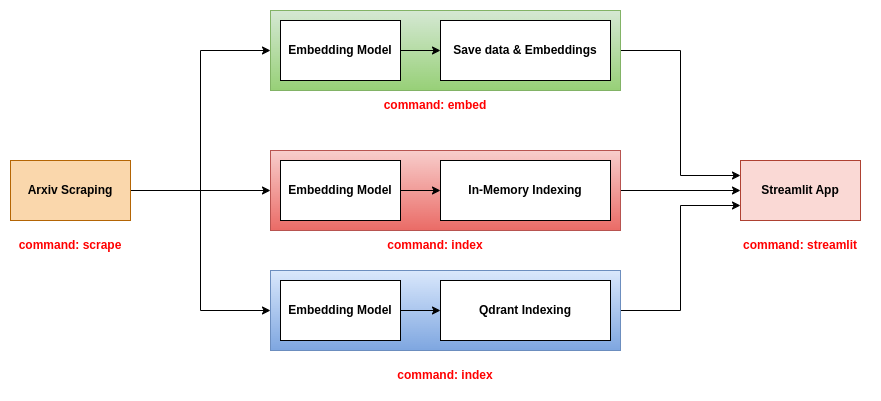 Embedding Model
Save data & Embeddings
command: embed
Arxiv Scraping
command: scrape
Embedding Model
In-Memory Indexing
command: index
Streamlit App
command: streamlit
Embedding Model
Qdrant Indexing
command: index